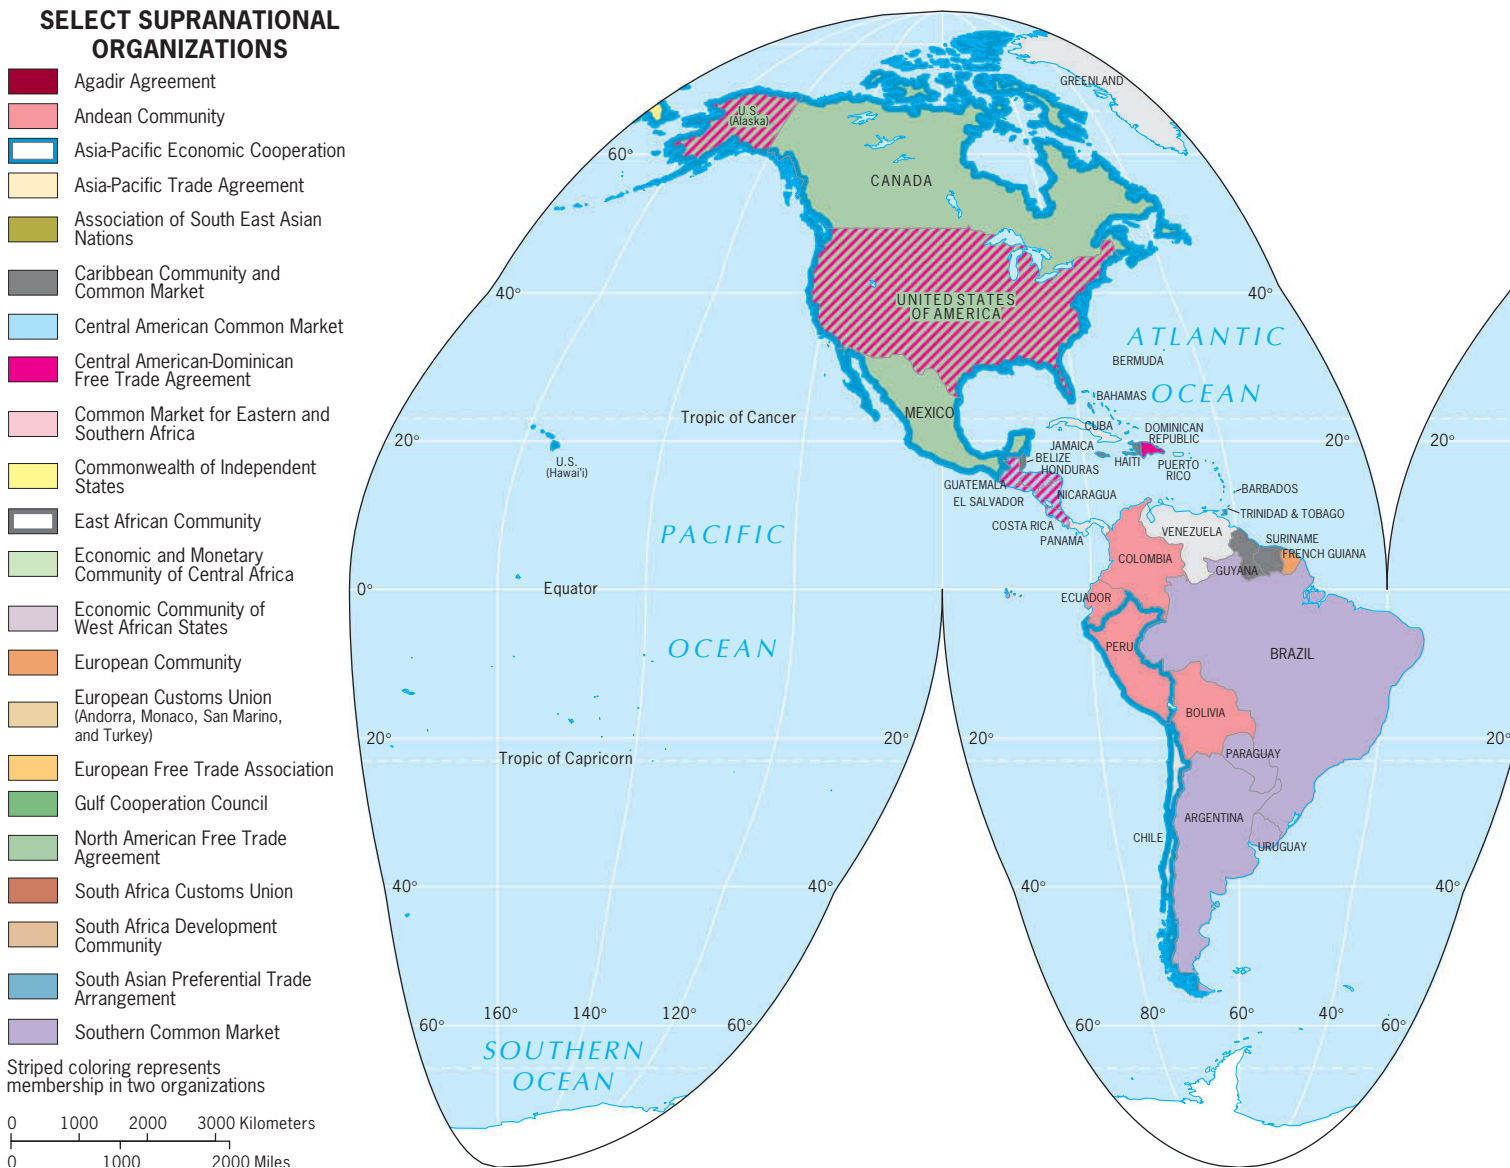 SELECT SUPRANATIONAL
ORGANIZATIONS
Agadir Agreement
Andean Community
Asia-Pacific Economic Cooperation
Asia-Pacific Trade Agreement
Association of South East Asian
Nations
Caribbean Community and
Common Market
Central American Common Market
Central American-Dominican
Free Trade Agreement
Common Market for Eastern and
Southern Africa
Commonwealth of Independent
States
East African Community
Economic and Monetary
Community of Central Africa
Economic Community of
West African States
European Community
European Customs Union
(Andorra, Monaco, San Marino,
and Turkey)
European Free Trade Association
Gulf Cooperation Council
North American Free Trade
Agreement
South Africa Customs Union
South Africa Development
Community
South Asian Preferential Trade
Arrangement
Southern Common Market
Striped coloring represents
membership in two organizations
0 1000 2000 3000 Kilometers
0 1000 2000 Miles
GREENLAND
U.S.
(Alaska)
60°
CANADA
40°
40°
UNITED STATES
OF AMERICA
ATLANTIC
OCEAN
BERMUDA
BAHAMAS
Tropic of Cancer
MEXICO
CUBA
DOMINICAN
REPUBLIC
20°
20°
20°
U.S.
(Hawai'i)
JAMAICA
BELIZE
HONDURAS
HAITI
PUERTO
RICO
GUATEMALA
EL SALVADOR
NICARAGUA
BARBADOS
COSTA RICA
TRINIDAD & TOBAGO
PANAMA
PACIFIC
OCEAN
VENEZUELA
SURINAME
FRENCH GUIANA
COLOMBIA
GUYANA
0°
Equator
ECUADOR
PERU
BRAZIL
BOLIVIA
20°
20°
20°
20°
Tropic of Capricorn
PARAGUAY
ARGENTINA
CHILE
URUGUAY
40°
40°
40°
40°
60°
160°
140°
120°
60°
60°
80°
60°
40°
60°
SOUTHERN
OCEAN